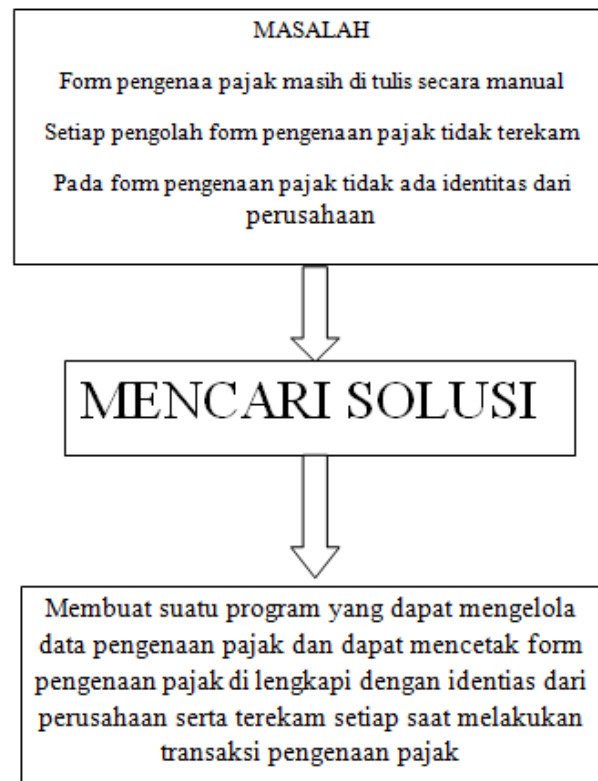 MASALAH
Form pengenaa pajak masih di tulis secara manual
Setiap pengolah form pengenaan pajak tidak terekam
Pada form pengenaan pajak tidak ada identitas dari
perusahaan
MENCARI SOLUSI
Membuat suatu program yang dapat mengelola
data pengenaan pajak dan dapat mencetak form
pengenaan pajak di lengkapi dengan identias dari
perusahaan serta terekam setiap saat melakukan
transaksi pengenaan pajak